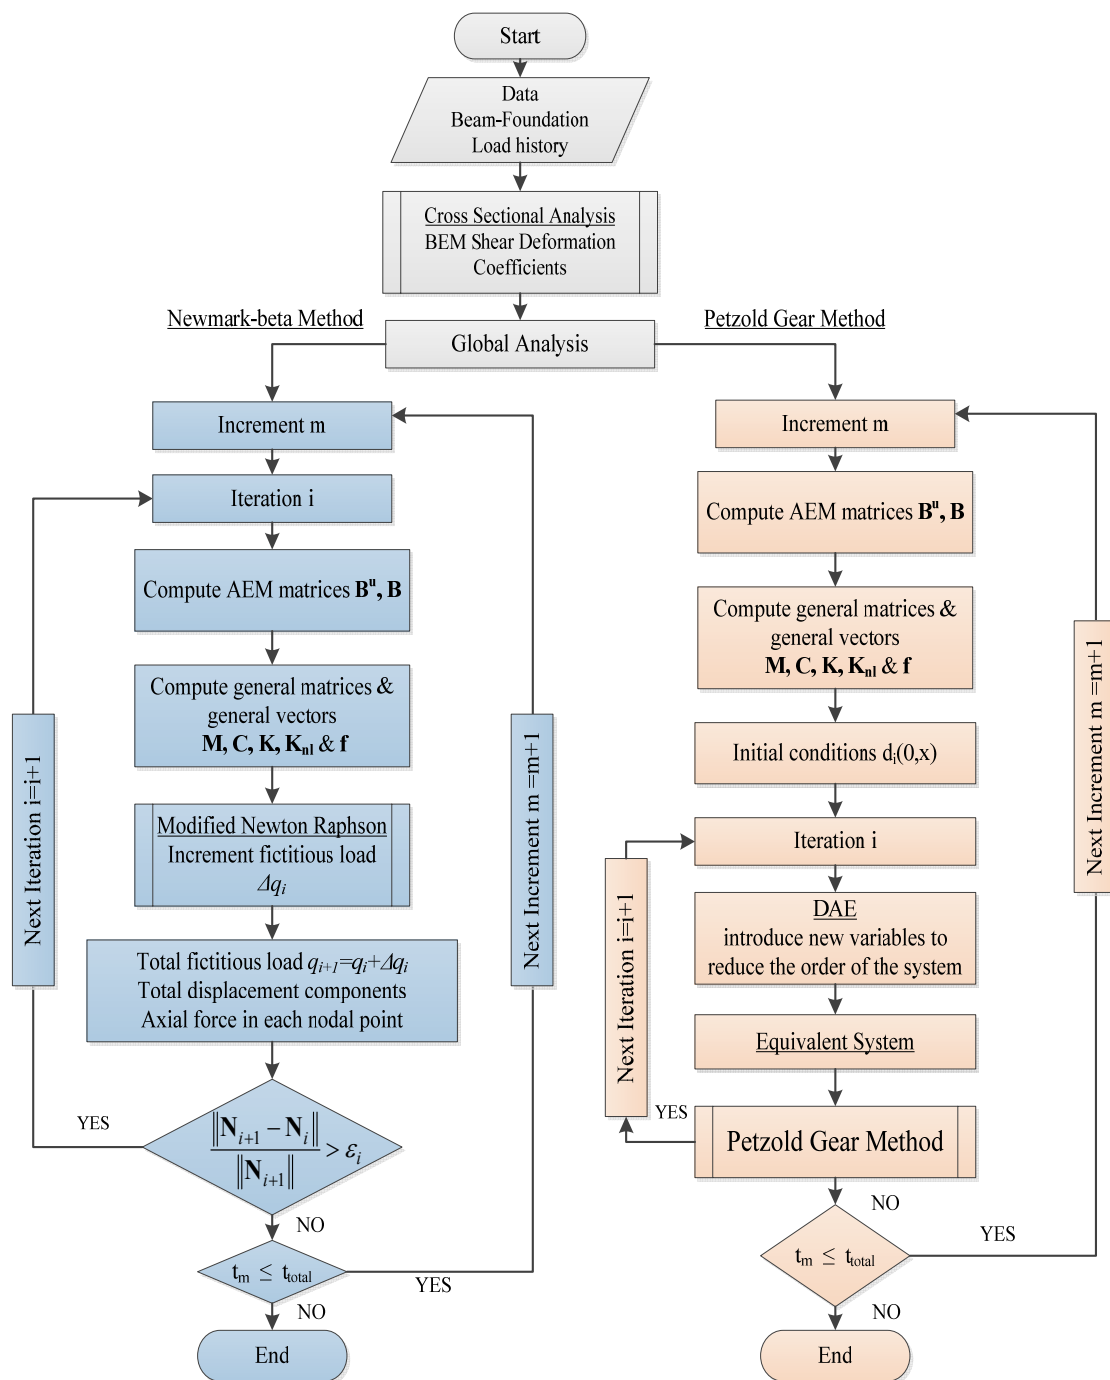 Start
Data
Beam-Foundation
Load history
Cross Sectional Analysis
BEM Shear Deformation
Coefficients
Global Analysis
Newmark-beta Method
Increment m
Iteration i
Compute AEM matrices Bᵘ, B
Compute general matrices &
general vectors
M, C, K, Kₙₗ & f
Modified Newton Raphson
Increment fictitious load
Δqᵢ
Total fictitious load qᵢ₊₁=qᵢ+Δqᵢ
Total displacement components
Axial force in each nodal point
‖Nᵢ₊₁ − Nᵢ‖ / ‖Nᵢ₊₁‖ > εᵢ
YES
Next Iteration i=i+1
NO
t_m ≤ t_total
YES
Next Increment m =m+1
NO
End
Petzold Gear Method
Increment m
Compute AEM matrices Bᵘ, B
Compute general matrices &
general vectors
M, C, K, Kₙₗ & f
Initial conditions dᵢ(0,x)
Iteration i
DAE
introduce new variables to
reduce the order of the system
Equivalent System
Petzold Gear Method
YES
Next Iteration i=i+1
NO
t_m ≤ t_total
YES
Next Increment m =m+1
NO
End